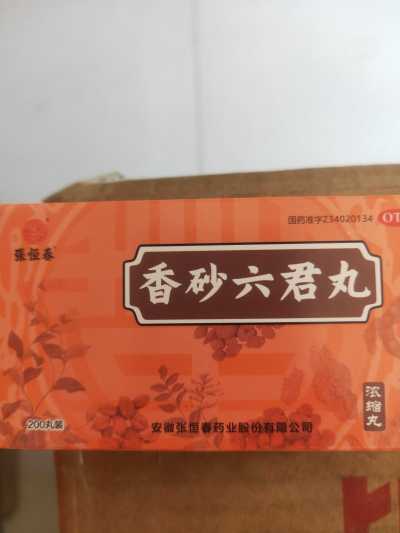 国药准字Z34020134
OT
张恒春
香砂六君丸
浓缩丸
200丸装
安徽张恒春药业股份有限公司